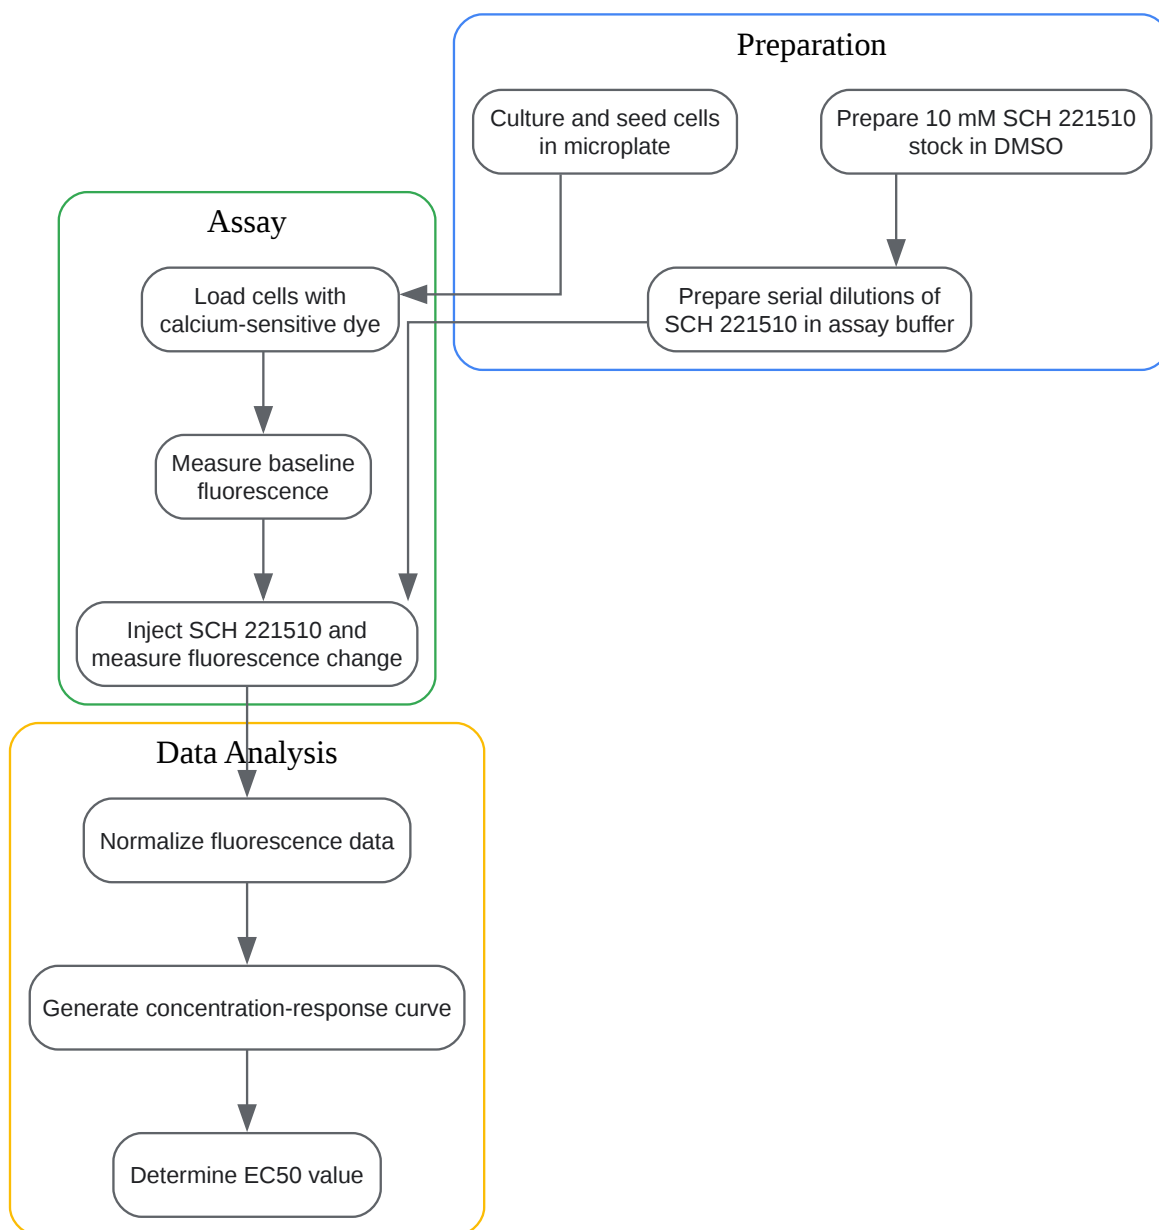 Preparation
Culture and seed cells
in microplate
Prepare 10 mM SCH 221510
stock in DMSO
Prepare serial dilutions of
SCH 221510 in assay buffer
Assay
Load cells with
calcium-sensitive dye
Measure baseline
fluorescence
Inject SCH 221510 and
measure fluorescence change
Data Analysis
Normalize fluorescence data
Generate concentration-response curve
Determine EC50 value